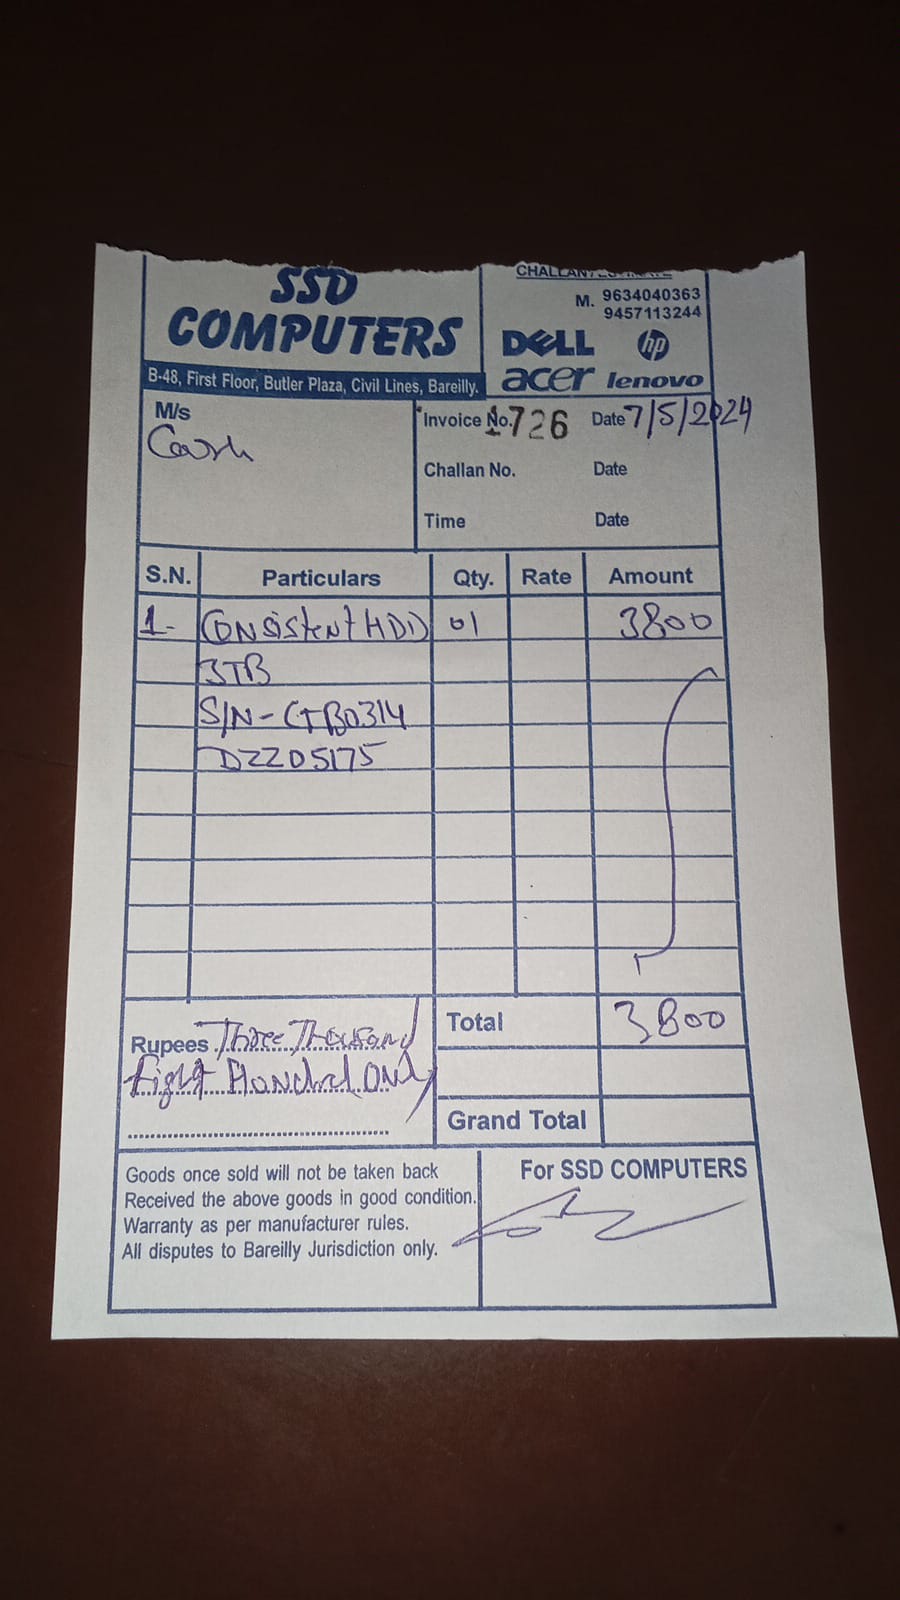 SSD
COMPUTERS
B-48, First Floor, Butler Plaza, Civil Lines, Bareilly.
M. 9634040363
9457113244
DELL hp
acer lenovo
M/s
Cash
Invoice No. 1726 Date 7/5/2024
Challan No. Date
Time Date
S.N. Particulars Qty. Rate Amount
1- Consistent HDD 01 3800
3TB
S/N-CTB0314
DZZ05175
Total 3800
Rupees Three Thousand
Eight Hundred Only
Grand Total
Goods once sold will not be taken back
Received the above goods in good condition.
Warranty as per manufacturer rules.
All disputes to Bareilly Jurisdiction only.
For SSD COMPUTERS